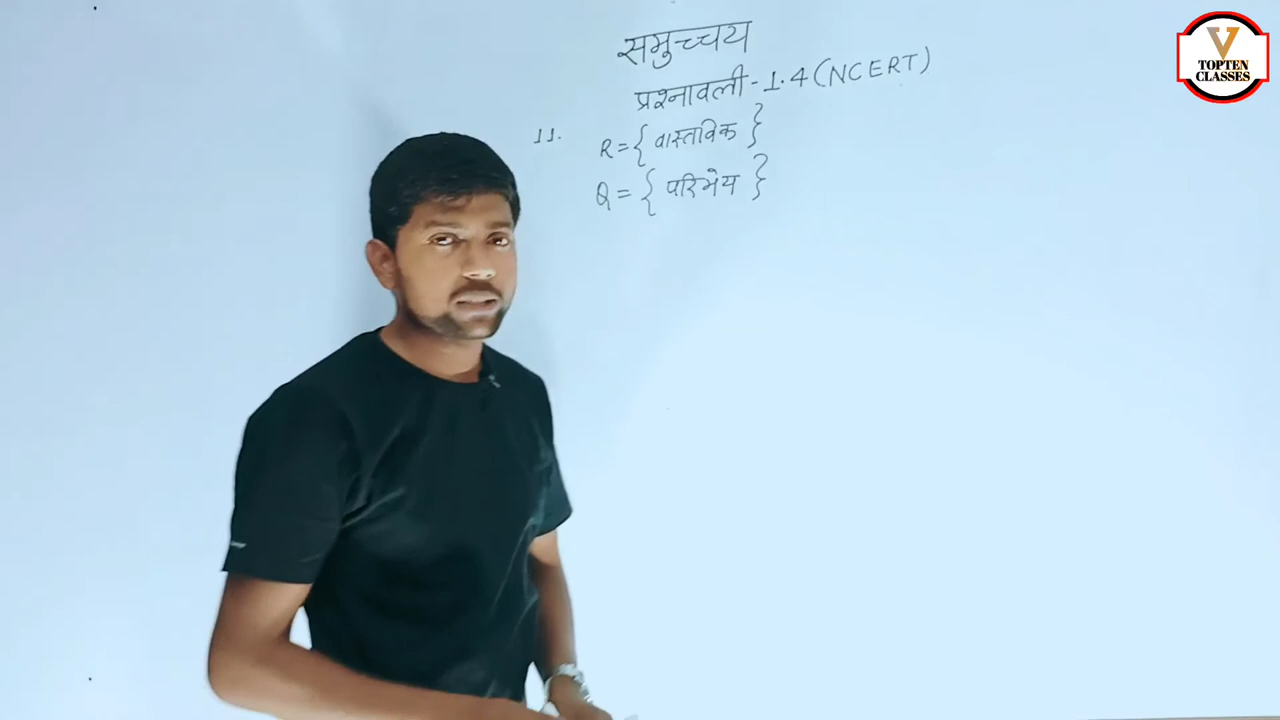 समुच्चय
प्रश्नावली-1.4(NCERT)
11. R={ वास्तविक }
Q={ परिमेय }
V
TOPTEN
CLASSES